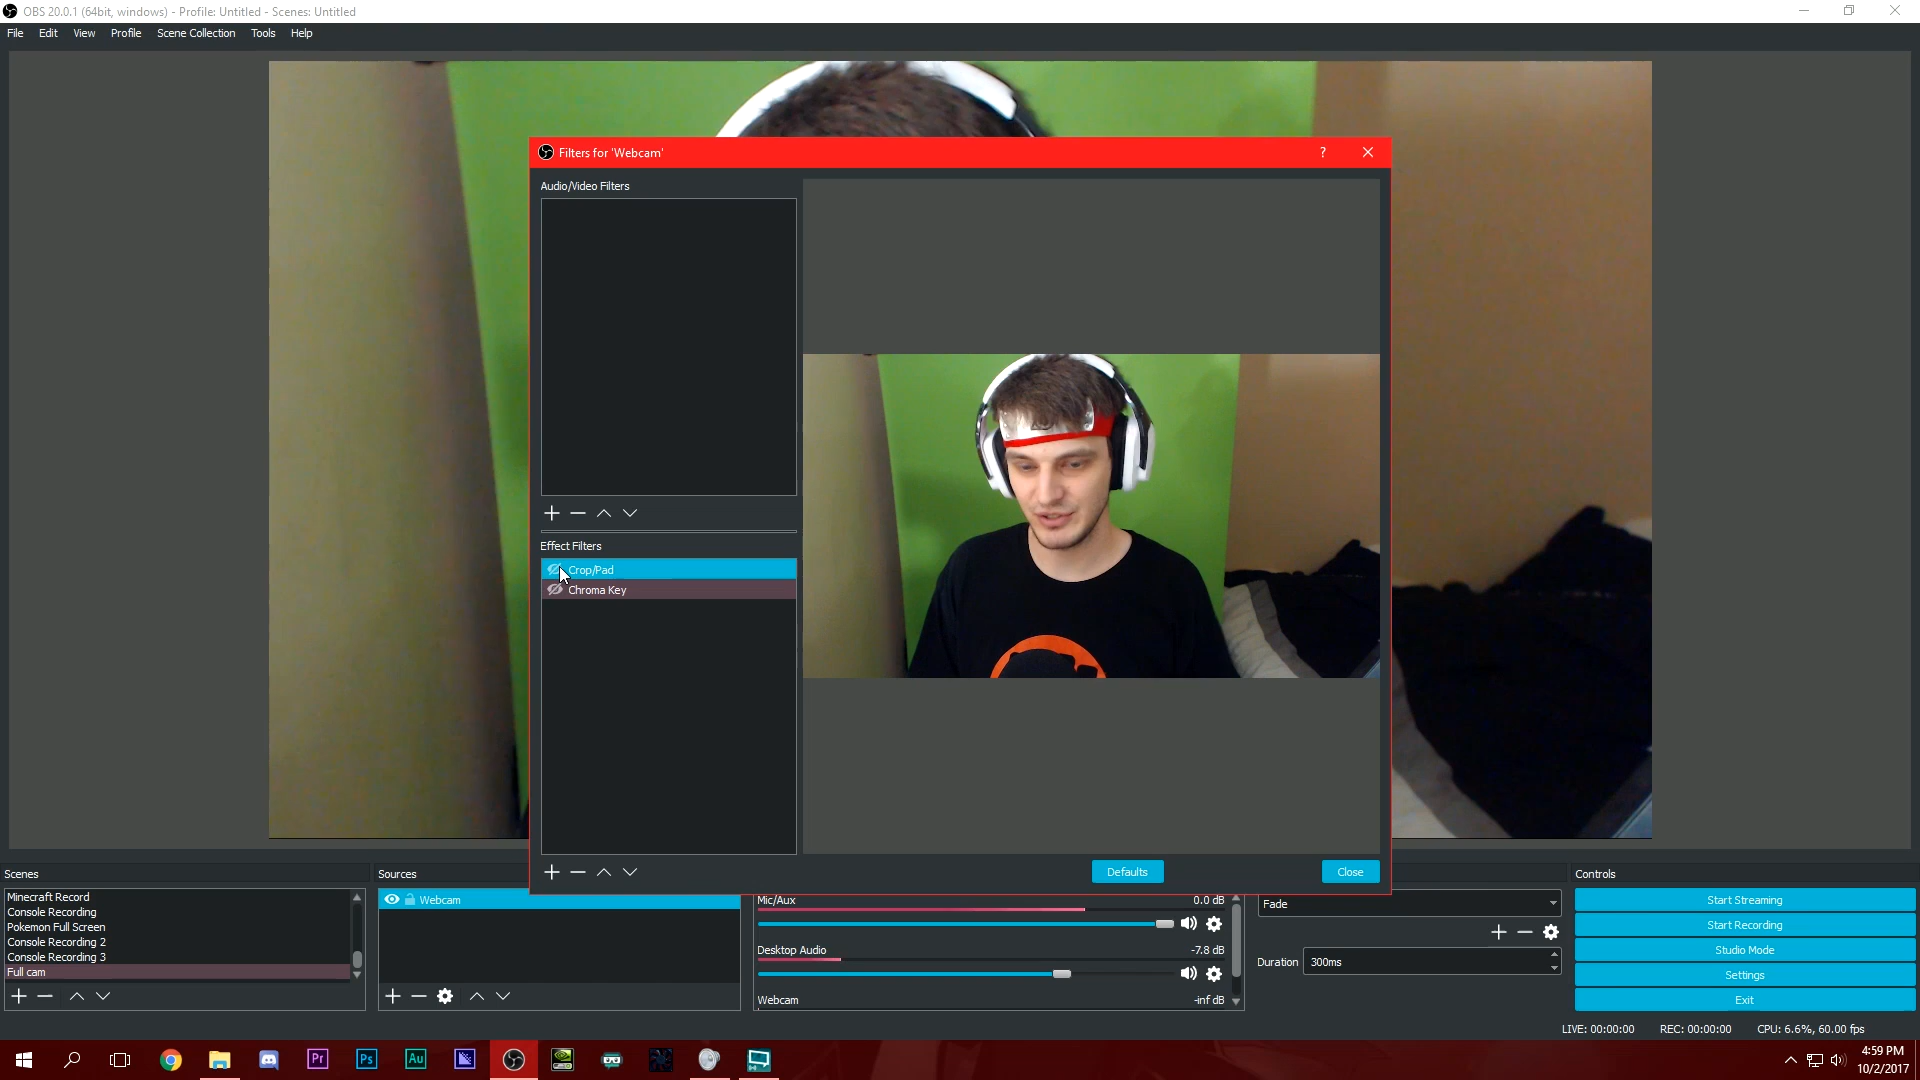 OBS 20.0.1 (64bit, windows) - Profile: Untitled - Scenes: Untitled
File Edit View Profile Scene Collection Tools Help
Filters for 'Webcam'
?
Audio/Video Filters
Effect Filters
Crop/Pad
Chroma Key
Defaults
Close
Scenes
Minecraft Record
Console Recording
Pokemon Full Screen
Console Recording 2
Console Recording 3
Full cam
Sources
Webcam
Mic/Aux 0.0 dB
Desktop Audio -7.8 dB
Webcam -inf dB
Fade
Duration 300ms
Controls
Start Streaming
Start Recording
Studio Mode
Settings
Exit
LIVE: 00:00:00 REC: 00:00:00 CPU: 6.6%, 60.00 fps
Pr Ps Au
4:59 PM
10/2/2017